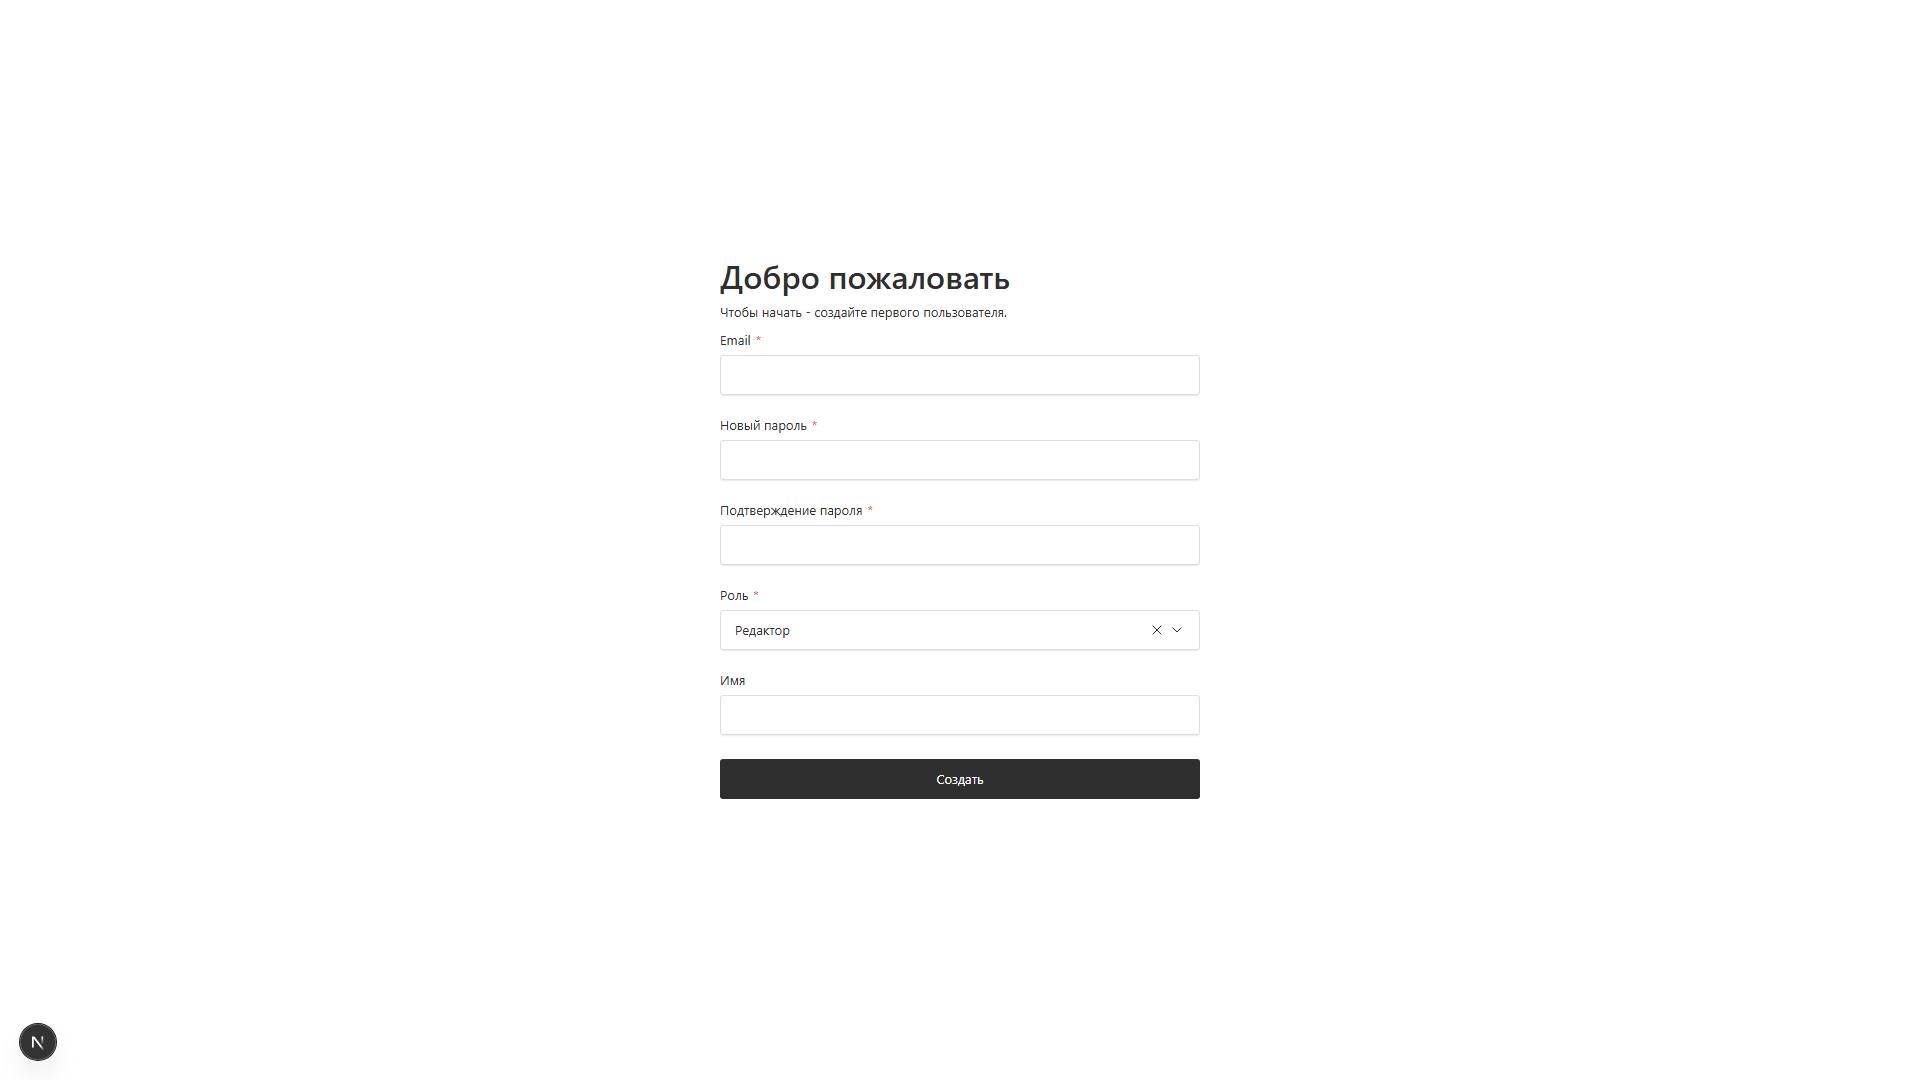 Добро пожаловать
Чтобы начать - создайте первого пользователя.
Email *
Новый пароль *
Подтверждение пароля *
Роль *
Редактор
Имя
Создать
N